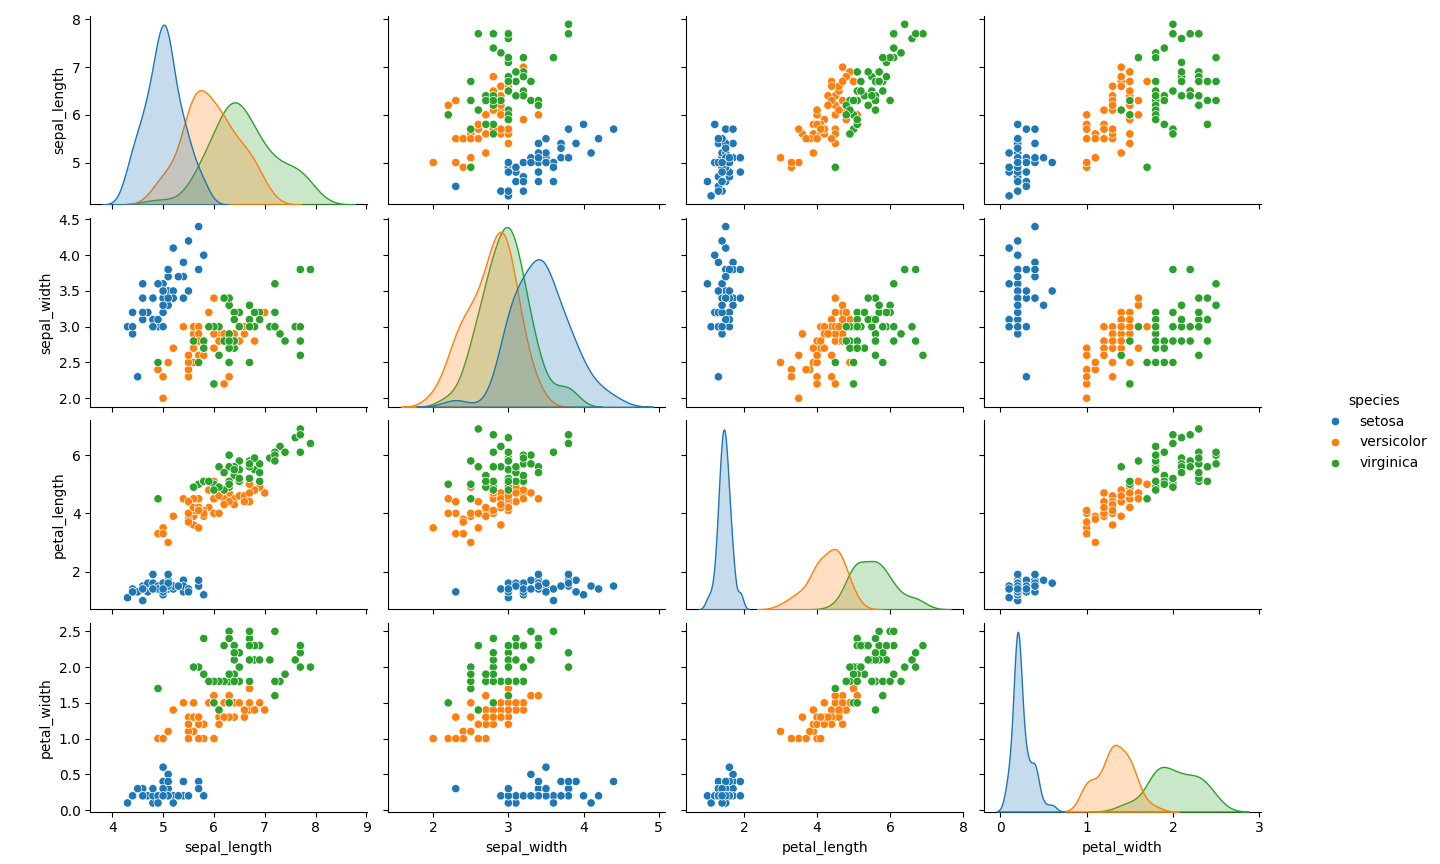 8
7
6
5
sepal_length
4.5
4.0
3.5
3.0
2.5
2.0
sepal_width
species
setosa
versicolor
virginica
6
4
2
petal_length
2.5
2.0
1.5
1.0
0.5
0.0
petal_width
4 5 6 7 8 9
2 3 4 5
2 4 6 8
0 1 2 3
sepal_length sepal_width petal_length petal_width